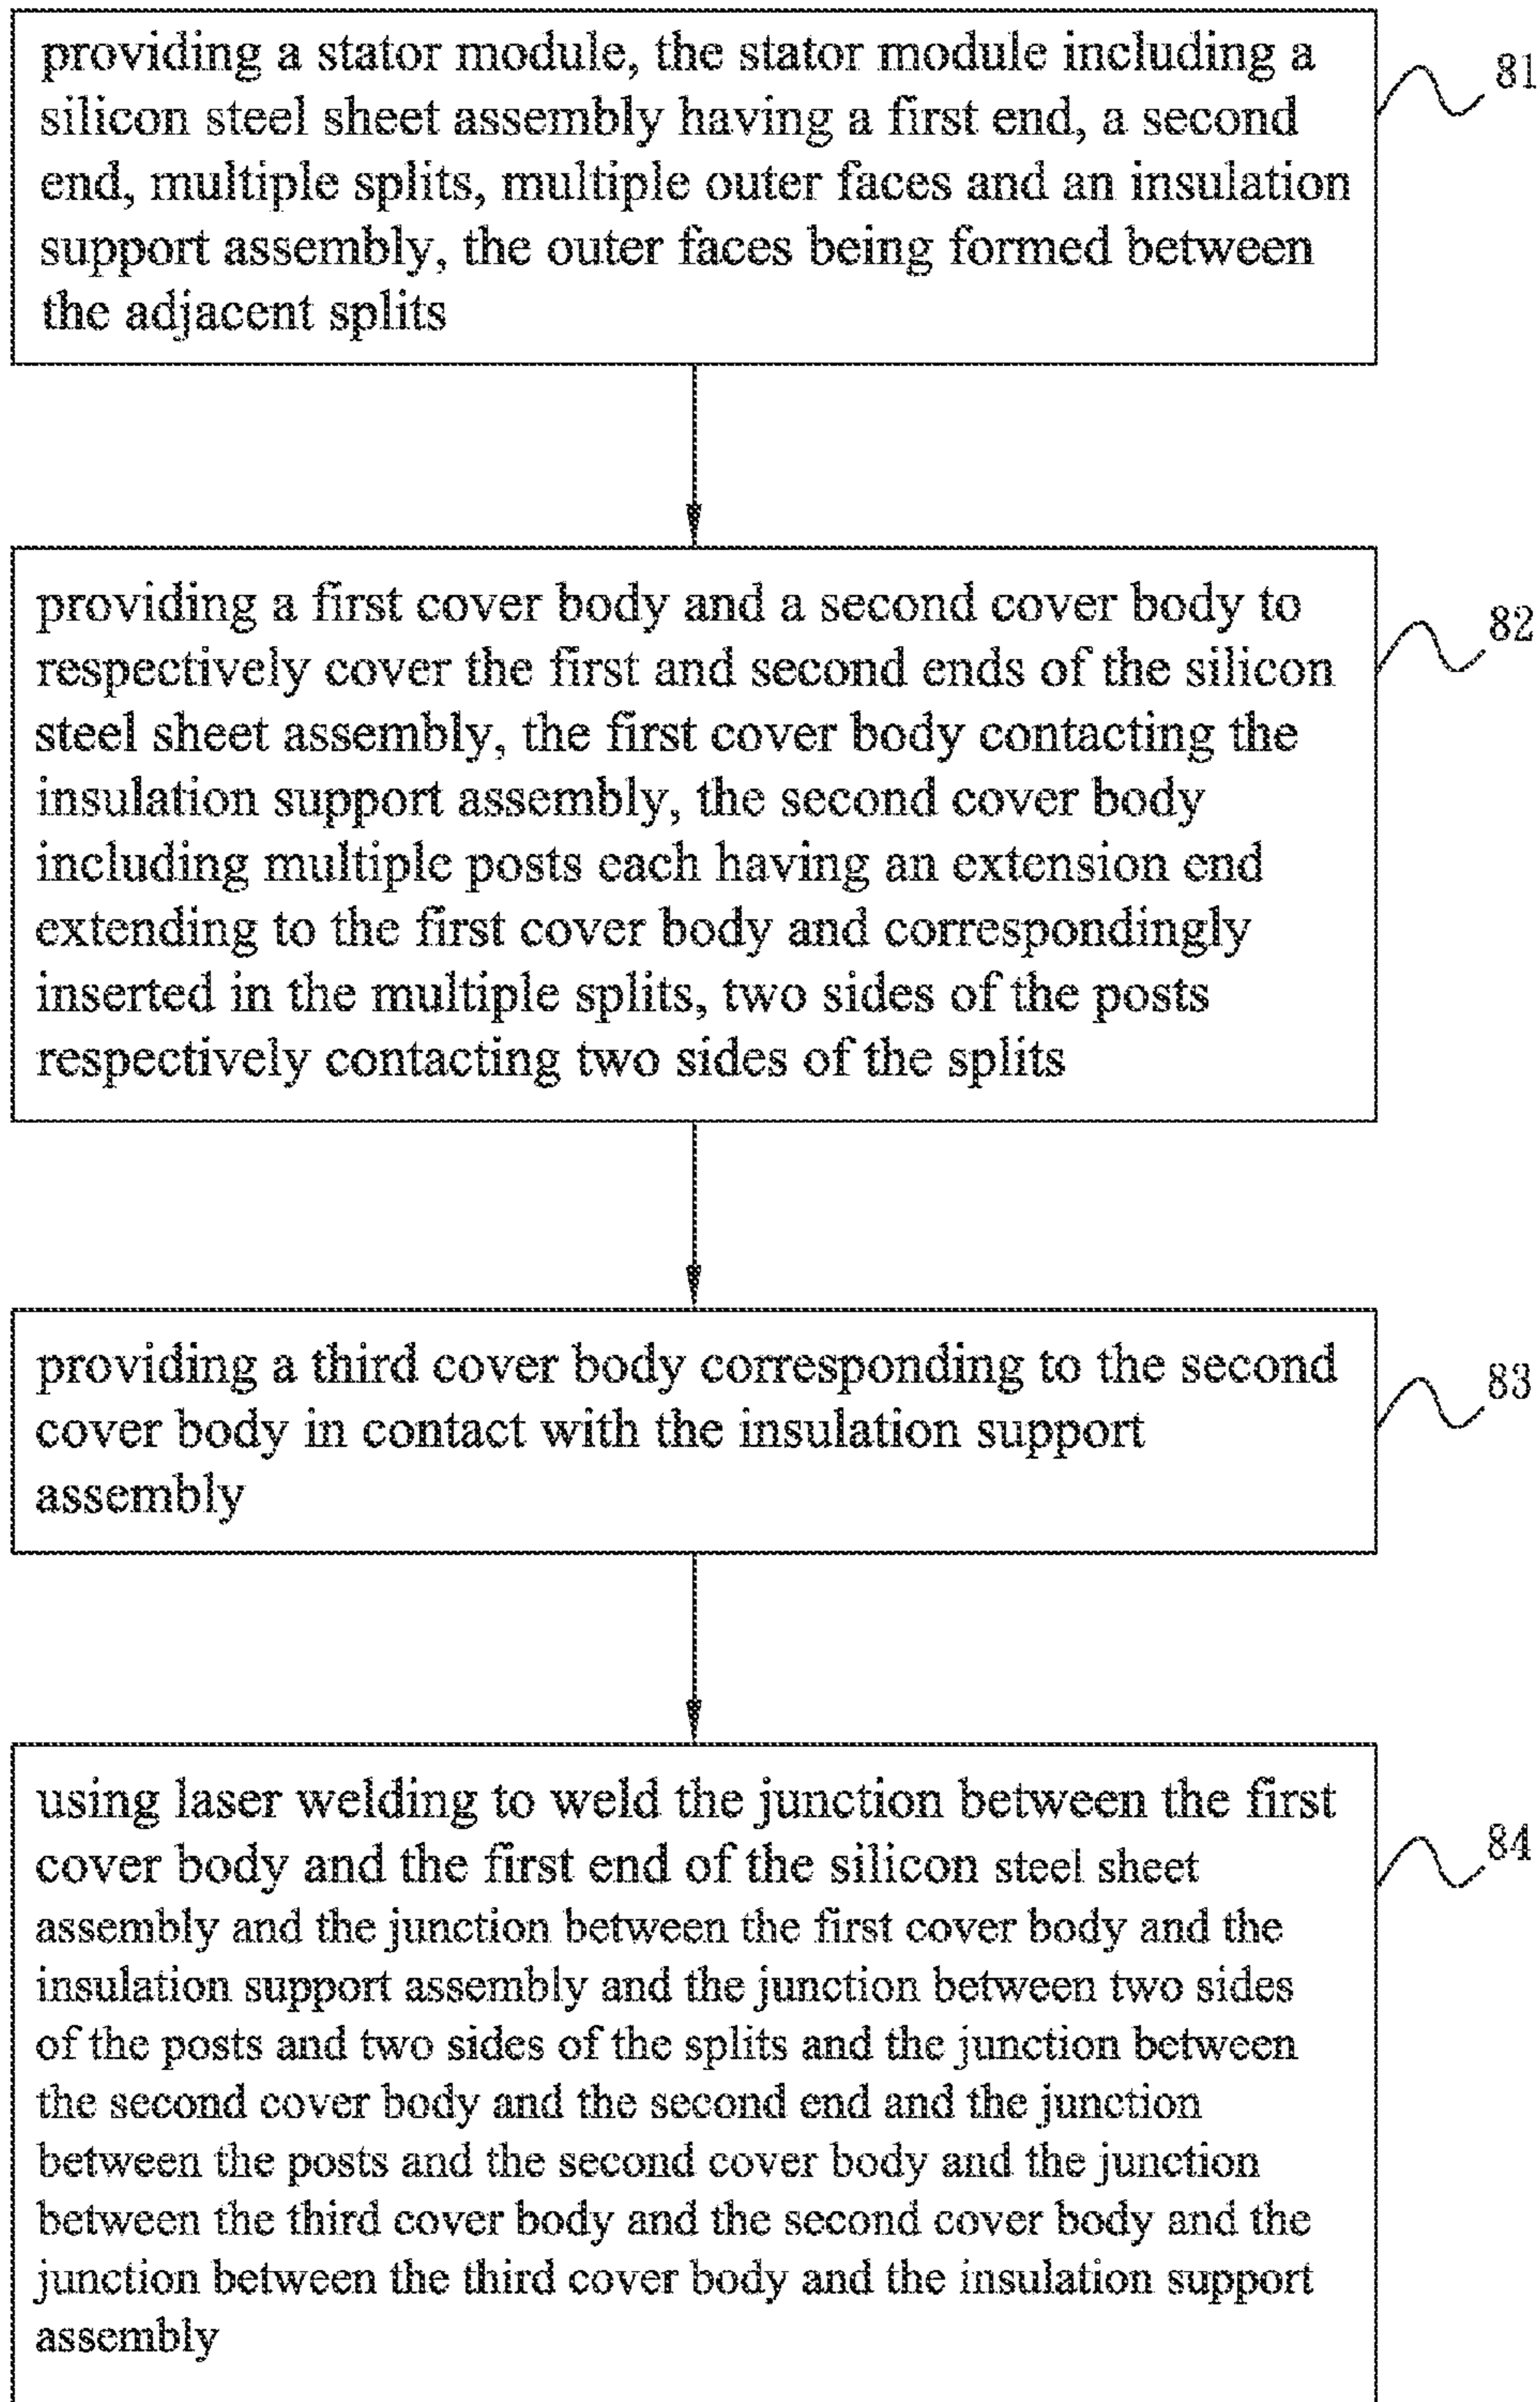 providing a stator module, the stator module including a
silicon steel sheet assembly having a first end, a second
end, multiple splits, multiple outer faces and an insulation
support assembly, the outer faces being formed between
the adjacent splits
81
providing a first cover body and a second cover body to
respectively cover the first and second ends of the silicon
steel sheet assembly, the first cover body contacting the
insulation support assembly, the second cover body
including multiple posts each having an extension end
extending to the first cover body and correspondingly
inserted in the multiple splits, two sides of the posts
respectively contacting two sides of the splits
82
providing a third cover body corresponding to the second
cover body in contact with the insulation support
assembly
83
using laser welding to weld the junction between the first
cover body and the first end of the silicon steel sheet
assembly and the junction between the first cover body and the
insulation support assembly and the junction between two sides
of the posts and two sides of the splits and the junction between
the second cover body and the second end and the junction
between the posts and the second cover body and the junction
between the third cover body and the second cover body and the
junction between the third cover body and the insulation support
assembly
84